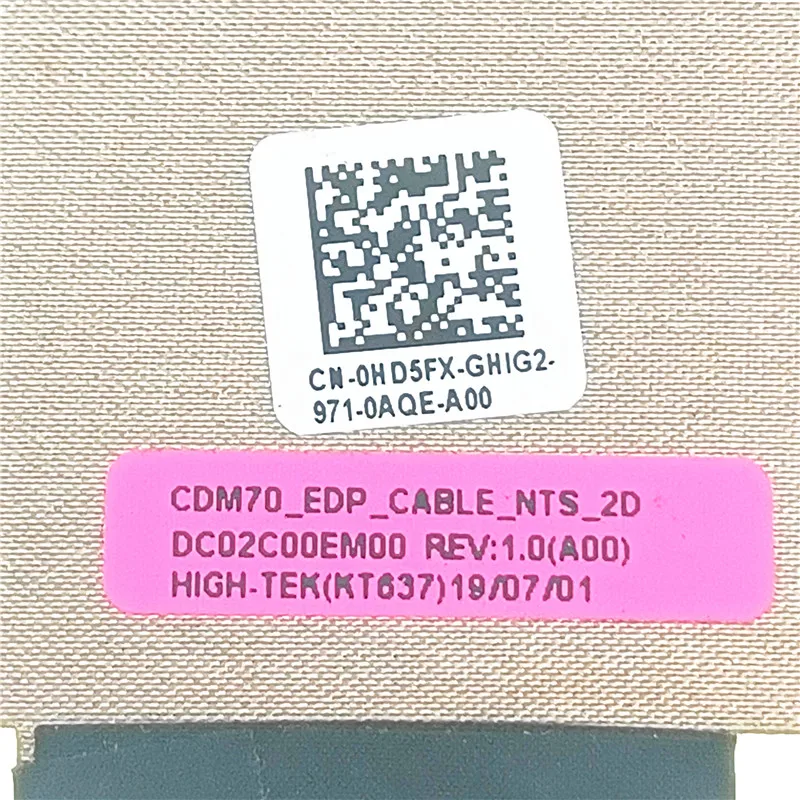 CN-0HD5FX-GHIG2-
971-0AQE-A00
CDM70_EDP_CABLE_NTS_2D
DC02C00EM00 REV:1.0(A00)
HIGH-TEK(KT637)19/07/01